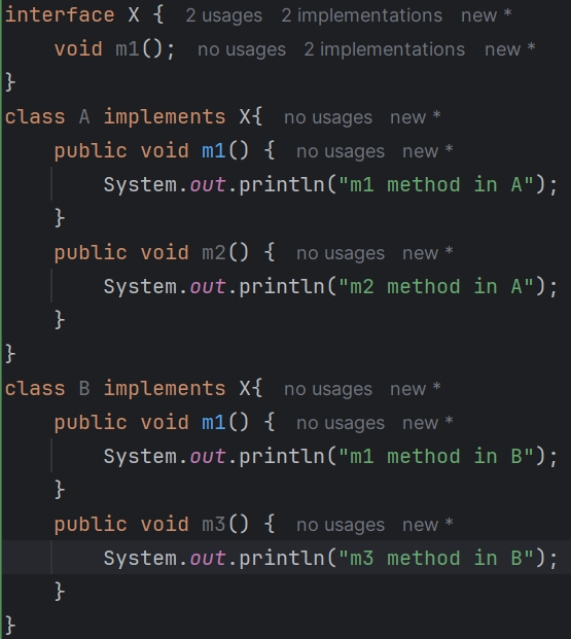 interface X {  2 usages  2 implementations  new *
    void m1();  no usages  2 implementations  new *
}
class A implements X{  no usages  new *
    public void m1() {  no usages  new *
        System.out.println("m1 method in A");
    }
    public void m2() {  no usages  new *
        System.out.println("m2 method in A");
    }
}
class B implements X{  no usages  new *
    public void m1() {  no usages  new *
        System.out.println("m1 method in B");
    }
    public void m3() {  no usages  new *
        System.out.println("m3 method in B");
    }
}